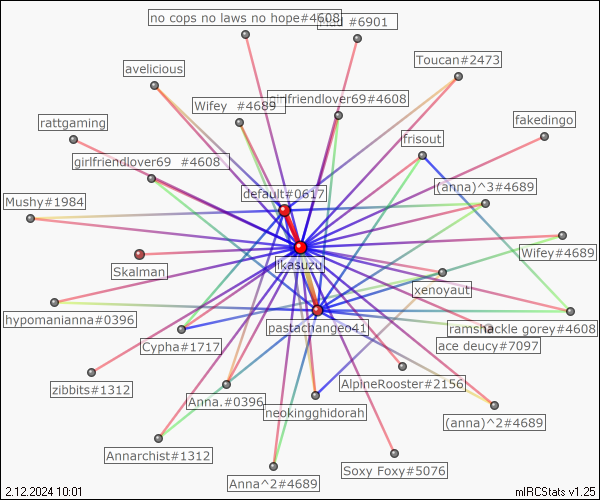 no cops no laws no hope#4608
#6901
Toucan#2473
avelicious
Wifey #4689
girlfriendlover69#4608
fakedingo
rattgaming
frisout
girlfriendlover69 #4608
default#0617
(anna)^3#4689
Mushy#1984
Wifey#4689
Skalman
ikasuzu
xenoyaut
hypomanianna#0396
pastachangeo41
ramshackle gorey#4608
Cypha#1717
ace deucy#7097
zibbits#1312
AlpineRooster#2156
Anna.#0396
neokingghidorah
(anna)^2#4689
Annarchist#1312
Soxy Foxy#5076
Anna^2#4689
2.12.2024 10:01
mIRCStats v1.25